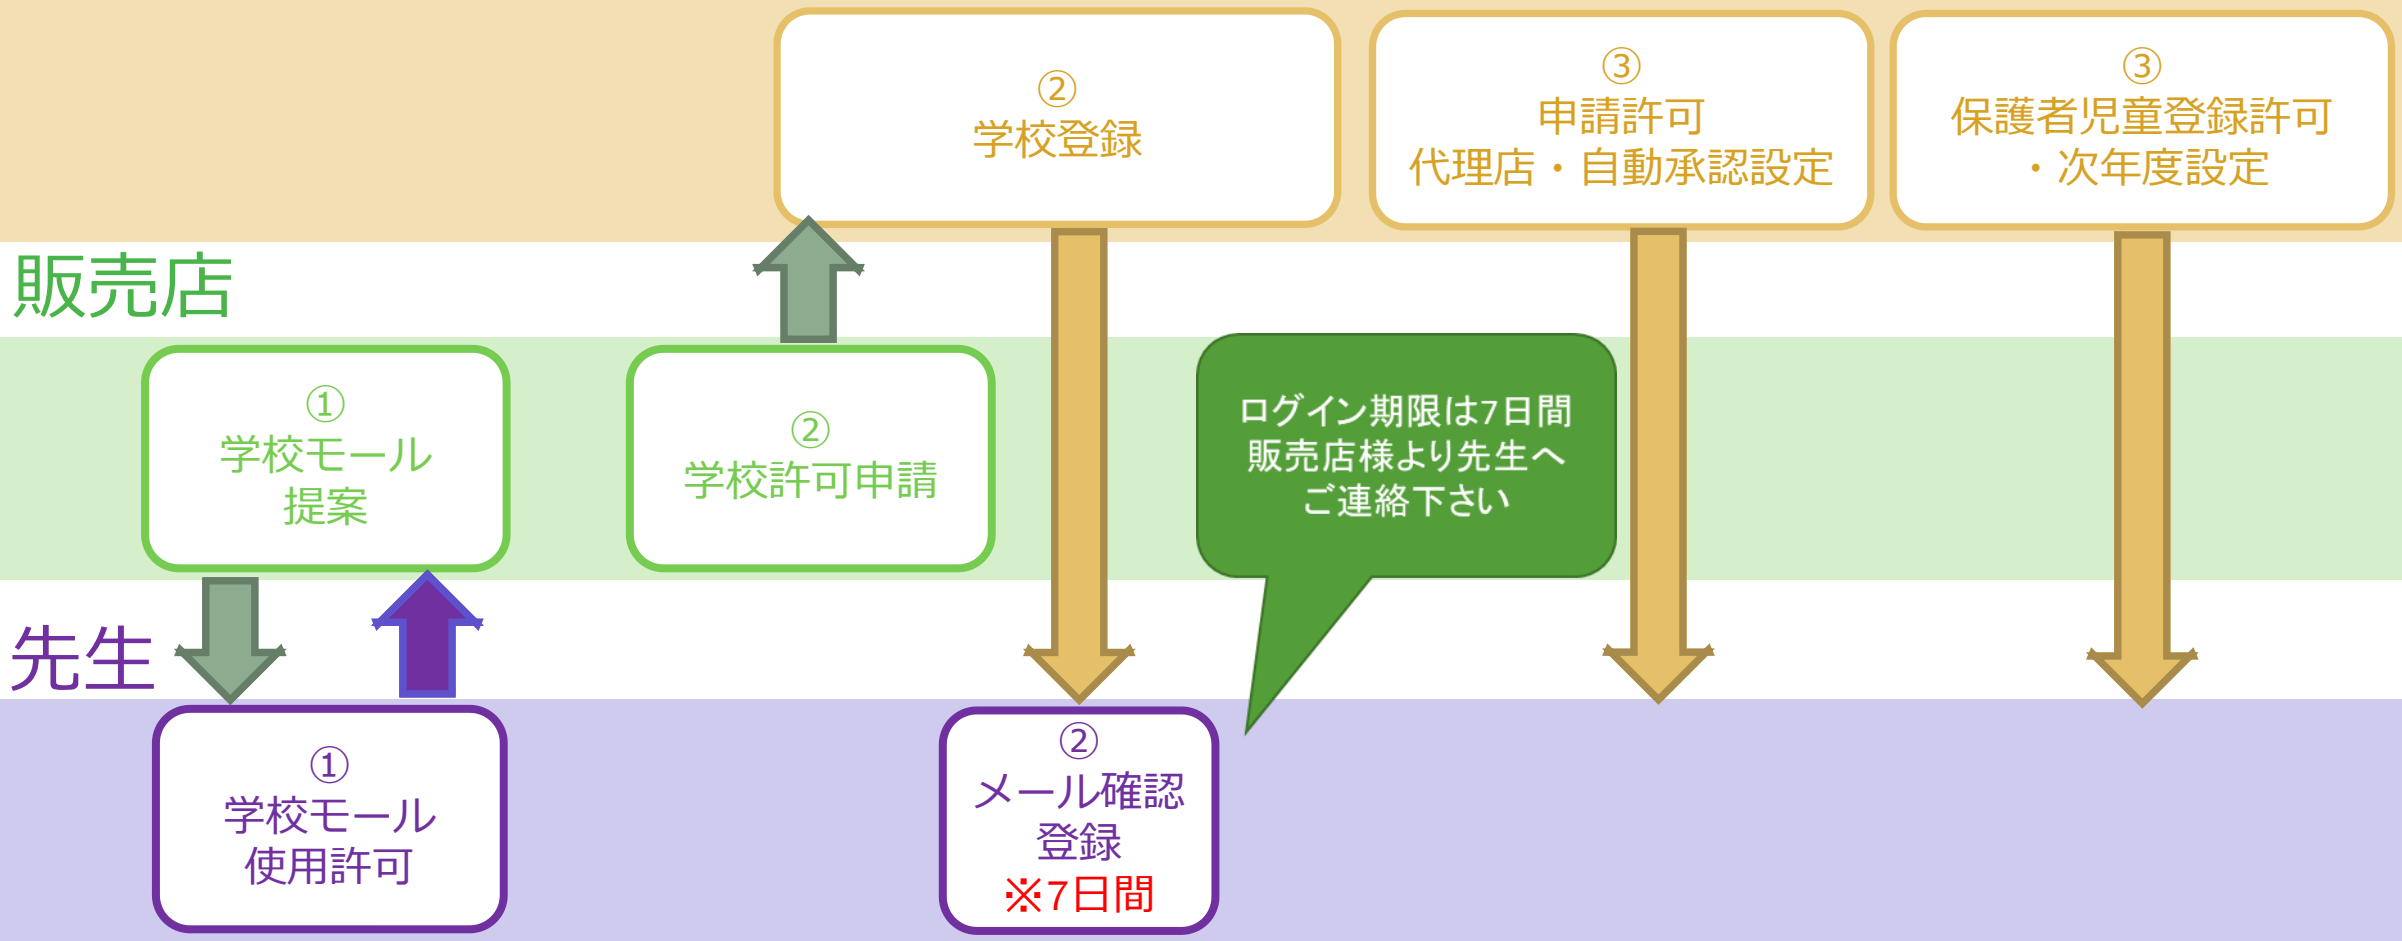 ②
学校登録
③
申請許可
代理店・自動承認設定
③
保護者児童登録許可
・次年度設定
販売店
①
学校モール
提案
②
学校許可申請
ログイン期限は7日間
販売店様より先生へ
ご連絡下さい
先生
①
学校モール
使用許可
②
メール確認
登録
※7日間